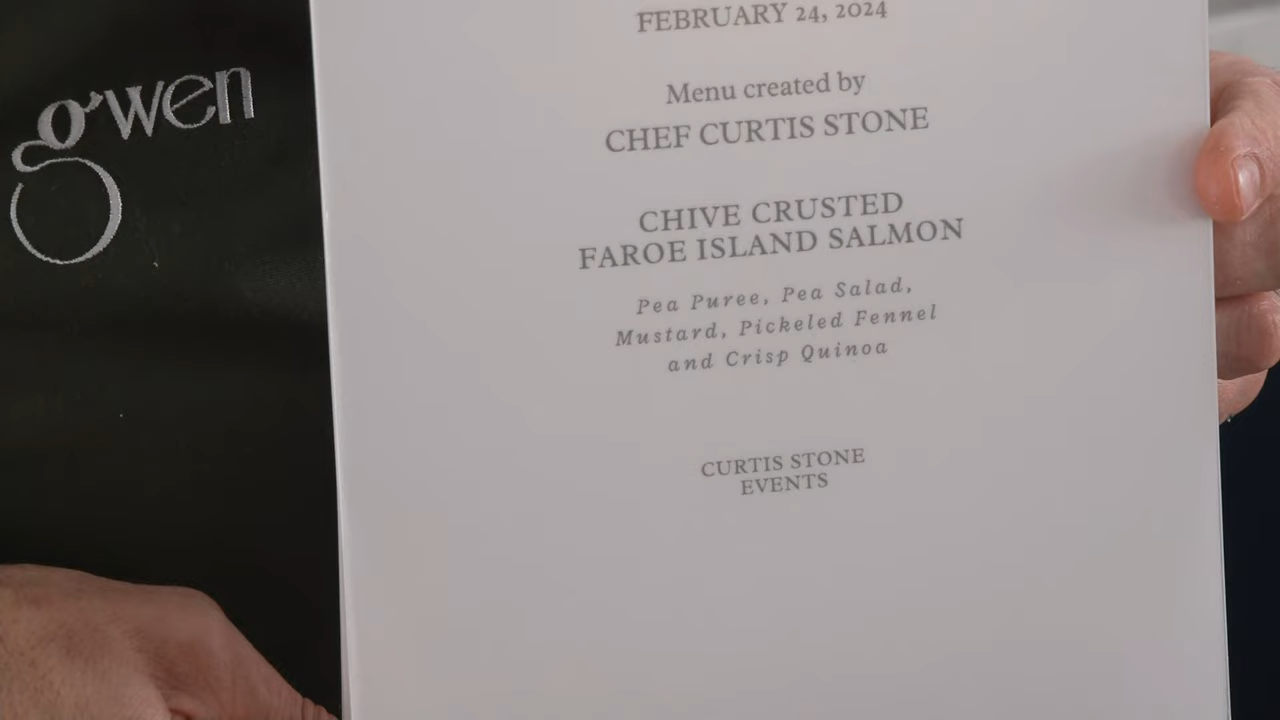 gwen
FEBRUARY 24, 2024
Menu created by
CHEF CURTIS STONE
CHIVE CRUSTED
FAROE ISLAND SALMON
Pea Puree, Pea Salad,
Mustard, Pickeled Fennel
and Crisp Quinoa
CURTIS STONE
EVENTS